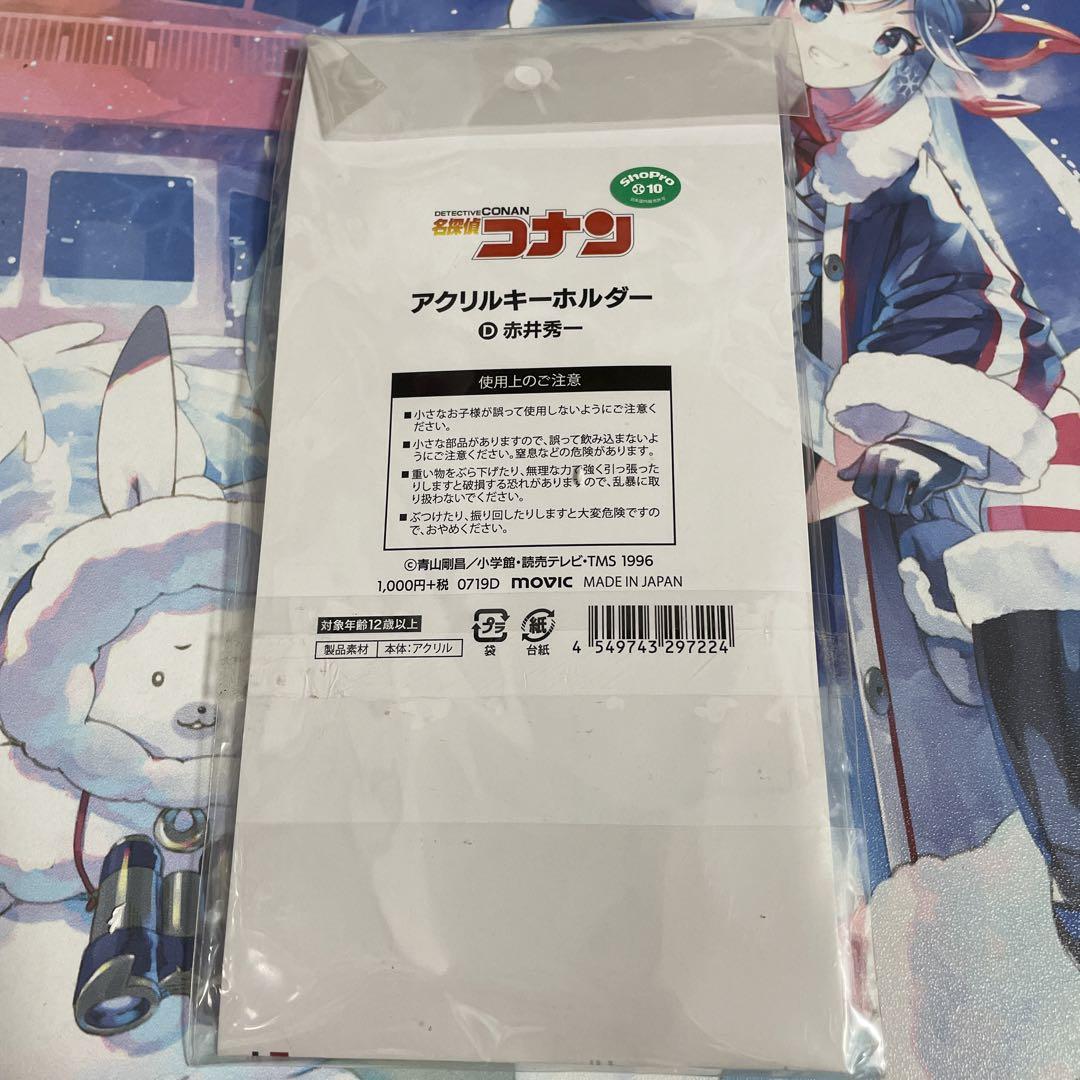 ShoPro
10
日本国内販売許可
DETECTIVE CONAN
名探偵
コナン
アクリルキーホルダー
D 赤井秀一
使用上のご注意
■小さなお子様が誤って使用しないようにご注意く
ださい。
■小さな部品がありますので、誤って飲み込まないよ
うにご注意ください。窒息などの危険があります。
■重い物をぶら下げたり、無理な力で強く引っ張った
りしますと破損する恐れがありますので、乱暴に取
り扱わないでください。
■ぶつけたり、振り回したりしますと大変危険ですの
で、おやめください。
©青山剛昌／小学館・読売テレビ・TMS 1996
1,000円+税 0719D movic MADE IN JAPAN
対象年齢12歳以上
製品素材 本体：アクリル
プラ
袋
紙
台紙
4 549743 297224